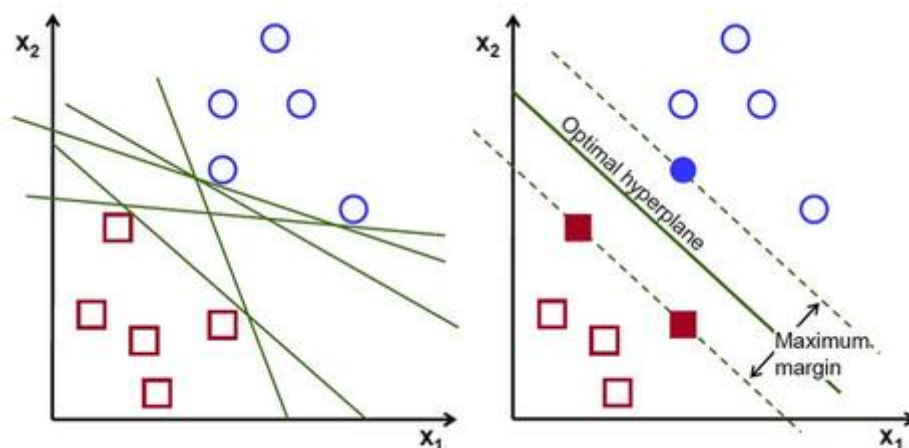 x₂
x₁
x₂
Optimal hyperplane
Maximum
margin
x₁